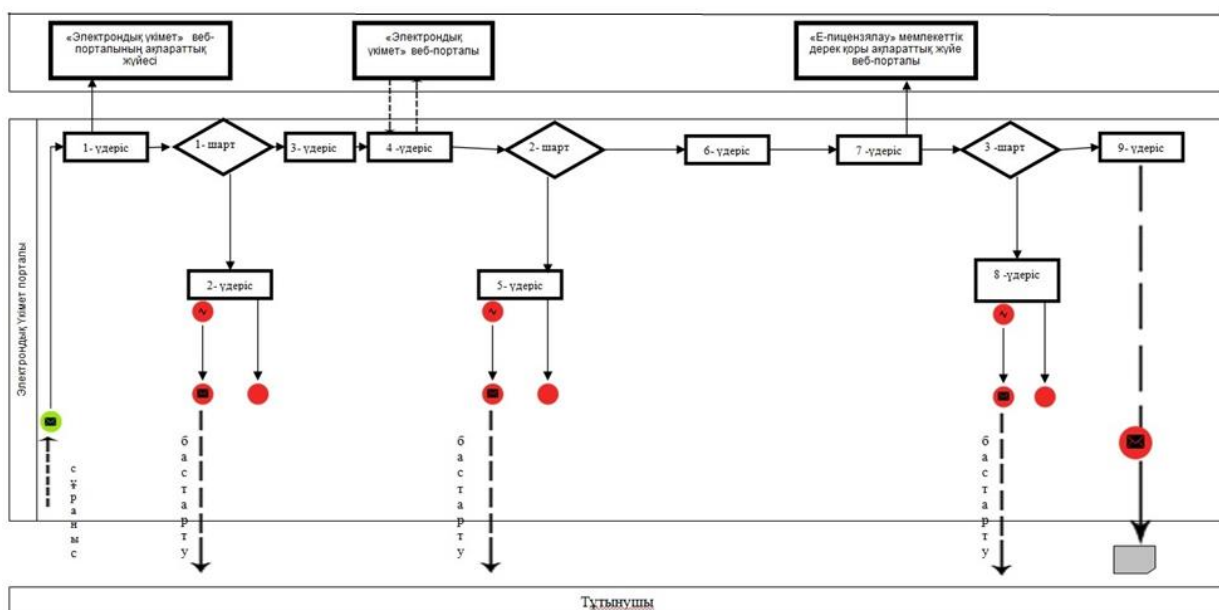 «Электрондық үкімет» веб-
порталының ақпараттық
жүйесі
«Электрондық
үкімет» веб-порталы
«Е-лицензялау» мемлекеттік
дерек қоры ақпараттық жүйе
веб-порталы
1- үдеріс
1- шарт
3- үдеріс
4 -үдеріс
2- шарт
6- үдеріс
7 -үдеріс
3 -шарт
9- үдеріс
2- үдеріс
5- үдеріс
8 -үдеріс
Электрондық Үкімет порталы
сұраныс
бастарту
бастарту
бастарту
Тұтынушы